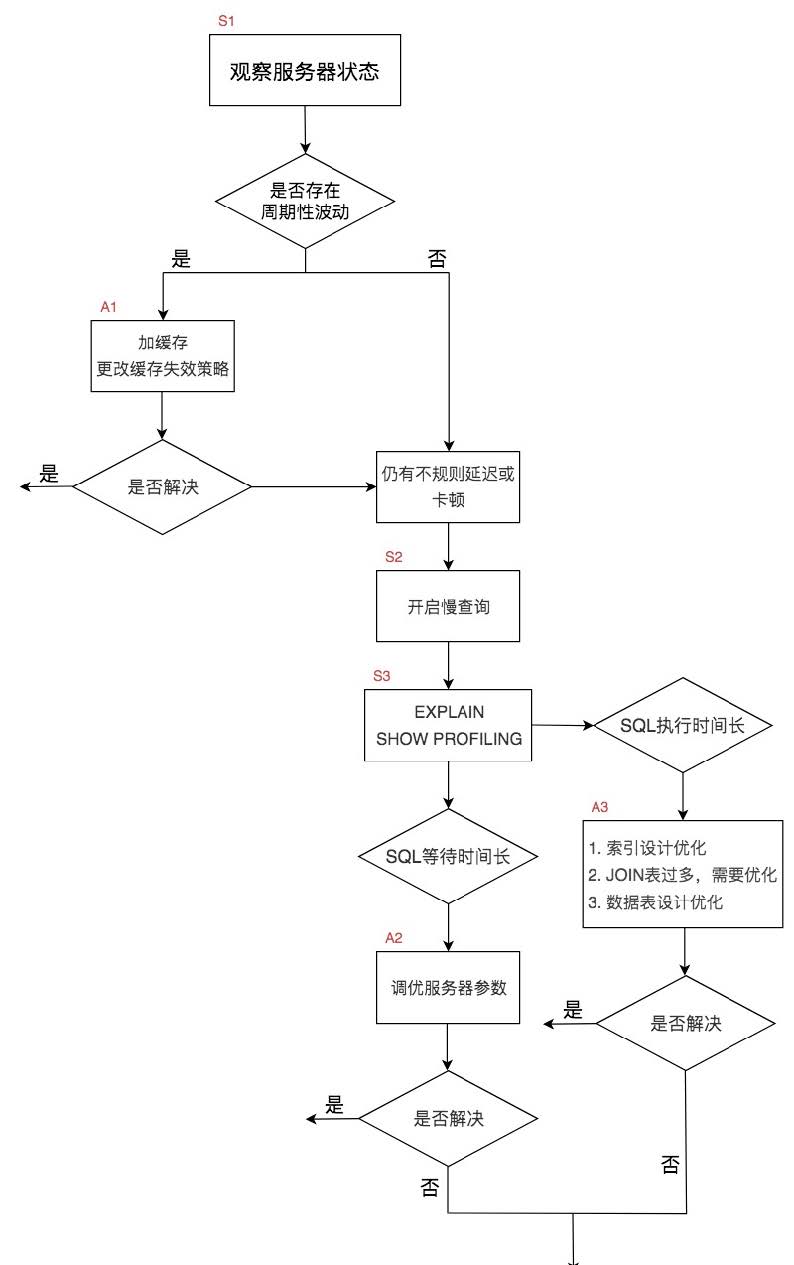 S1
观察服务器状态
是否存在
周期性波动
是
否
A1
加缓存
更改缓存失效策略
是
是否解决
仍有不规则延迟或
卡顿
S2
开启慢查询
S3
EXPLAIN
SHOW PROFILING
SQL执行时间长
A3
1. 索引设计优化
2. JOIN表过多，需要优化
3. 数据表设计优化
SQL等待时间长
A2
调优服务器参数
是
是否解决
是
是否解决
否
否